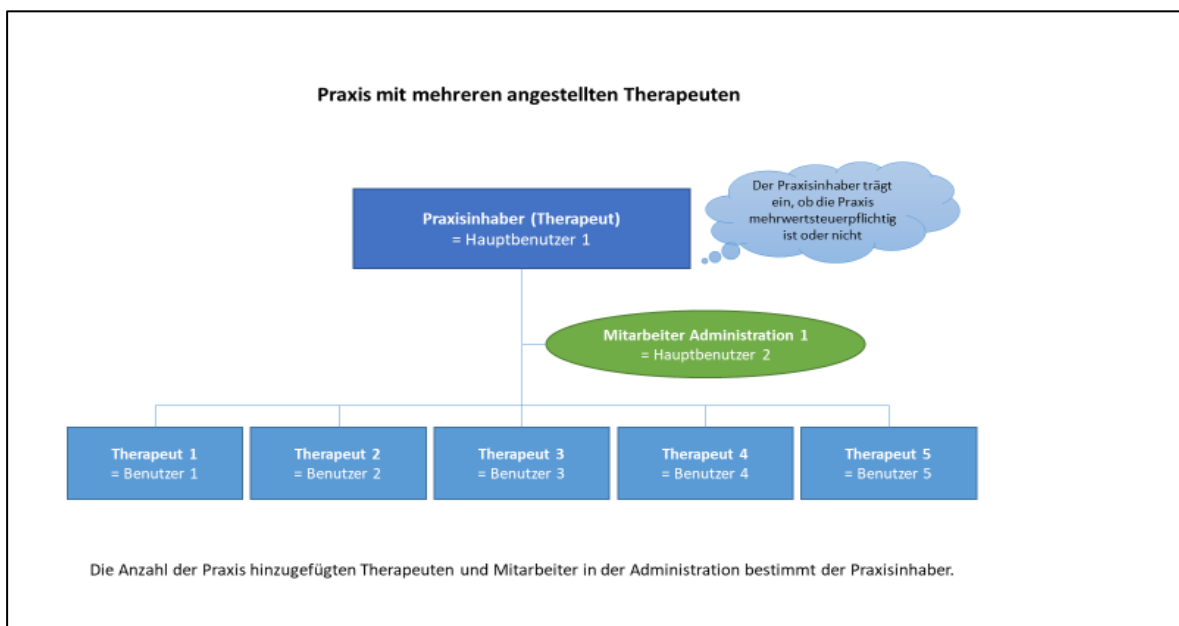 Praxis mit mehreren angestellten Therapeuten
Der Praxisinhaber trägt
ein, ob die Praxis
mehrwertsteuerpflichtig
ist oder nicht
Praxisinhaber (Therapeut)
= Hauptbenutzer 1
Mitarbeiter Administration 1
= Hauptbenutzer 2
Therapeut 1
= Benutzer 1
Therapeut 2
= Benutzer 2
Therapeut 3
= Benutzer 3
Therapeut 4
= Benutzer 4
Therapeut 5
= Benutzer 5
Die Anzahl der Praxis hinzugefügten Therapeuten und Mitarbeiter in der Administration bestimmt der Praxisinhaber.